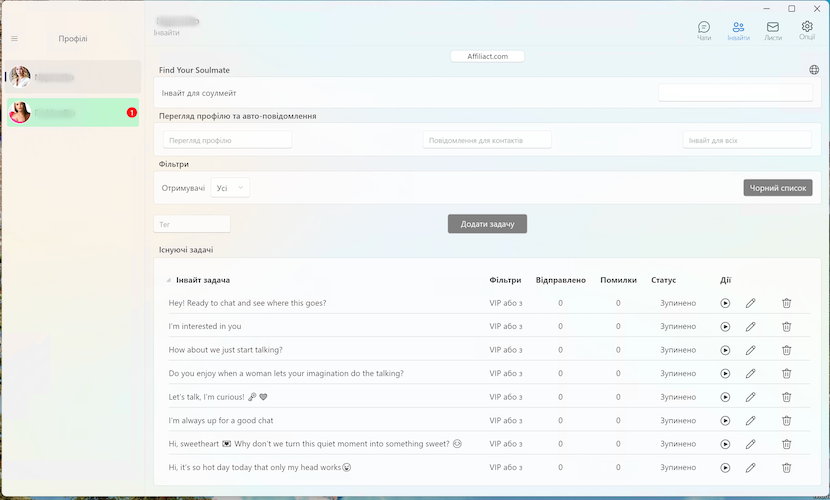 Профілі
Інвайти
Чати
Інвайти
Листи
Опції
1
Affiliact.com
Find Your Soulmate
Інвайт для соулмейт
Перегляд профілю та авто-повідомлення
Перегляд профілю
Повідомлення для контактів
Інвайт для всіх
Фільтри
Отримувачі Усі
Чорний список
Тег
Додати задачу
Існуючі задачі
Інвайт задача Фільтри Відправлено Помилки Статус Дії
Hey! Ready to chat and see where this goes? VIP або з 0 0 Зупинено
I'm interested in you VIP або з 0 0 Зупинено
How about we just start talking? VIP або з 0 0 Зупинено
Do you enjoy when a woman lets your imagination do the talking? VIP або з 0 0 Зупинено
Let's talk, I'm curious! 🗝 🖤 VIP або з 0 0 Зупинено
I'm always up for a good chat VIP або з 0 0 Зупинено
Hi, sweetheart 💌 Why don't we turn this quiet moment into something sweet? 😏 VIP або з 0 0 Зупинено
Hi, it's so hot day today that only my head works😜 VIP або з 0 0 Зупинено